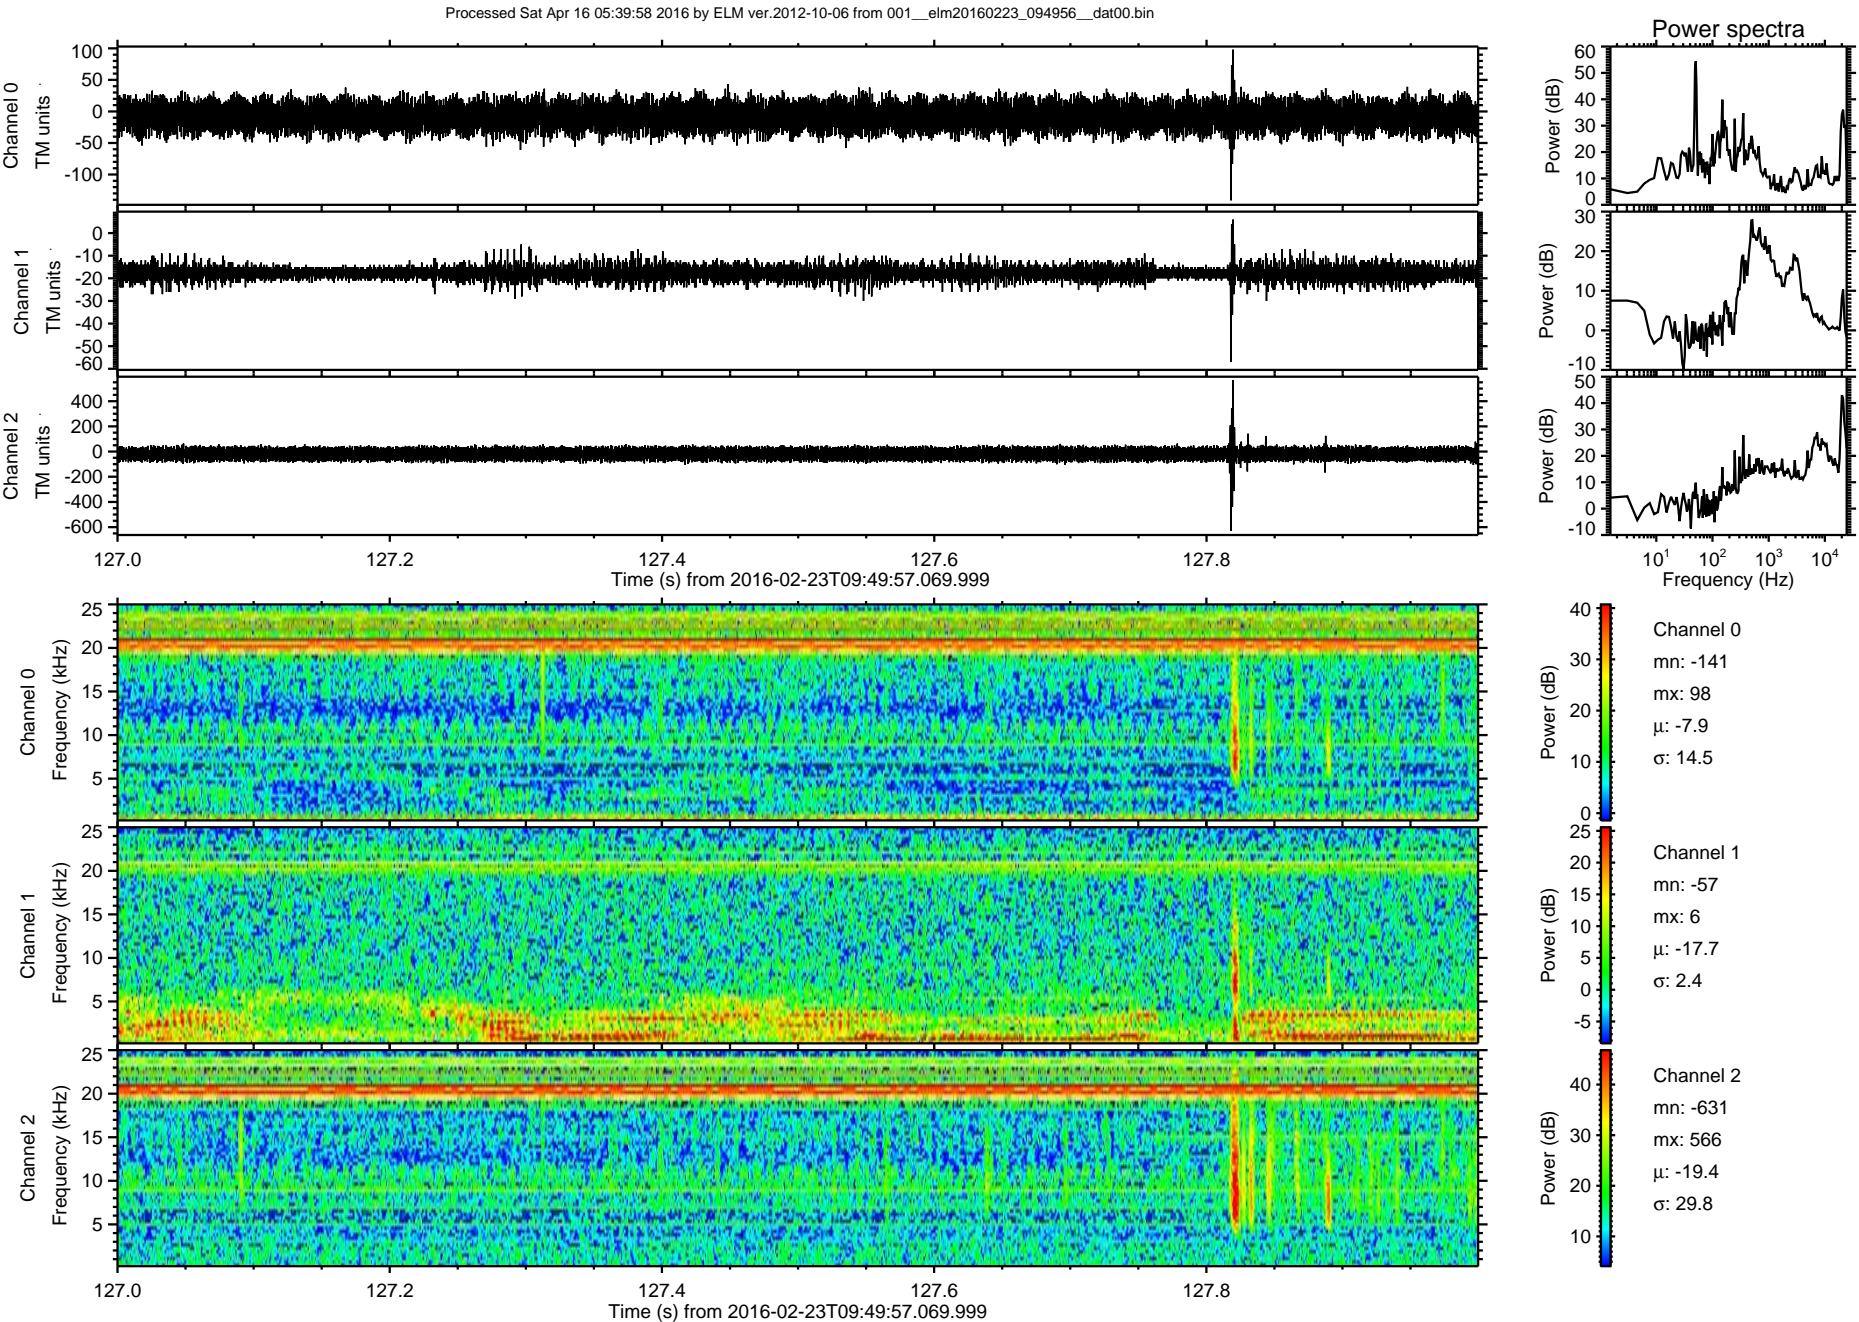 Processed Sat Apr 16 05:39:58 2016 by ELM ver.2012-10-06 from 001__elm20160223_094956__dat00.bin
Power spectra
Channel 0
TM units
100
50
0
-50
-100
Power (dB)
60
50
40
30
20
10
0
Channel 1
TM units
0
-10
-20
-30
-40
-50
-60
Power (dB)
30
20
10
0
-10
Channel 2
TM units
400
200
0
-200
-400
-600
Power (dB)
50
40
30
20
10
0
-10
127.0 127.2 127.4 127.6 127.8
Time (s) from 2016-02-23T09:49:57.069.999
10¹ 10² 10³ 10⁴
Frequency (Hz)
Channel 0
Frequency (kHz)
25
20
15
10
5
Power (dB)
40
30
20
10
0
Channel 0
mn: -141
mx: 98
μ: -7.9
σ: 14.5
Channel 1
Frequency (kHz)
25
20
15
10
5
Power (dB)
25
20
15
10
5
0
-5
Channel 1
mn: -57
mx: 6
μ: -17.7
σ: 2.4
Channel 2
Frequency (kHz)
25
20
15
10
5
Power (dB)
40
30
20
10
Channel 2
mn: -631
mx: 566
μ: -19.4
σ: 29.8
127.0 127.2 127.4 127.6 127.8
Time (s) from 2016-02-23T09:49:57.069.999